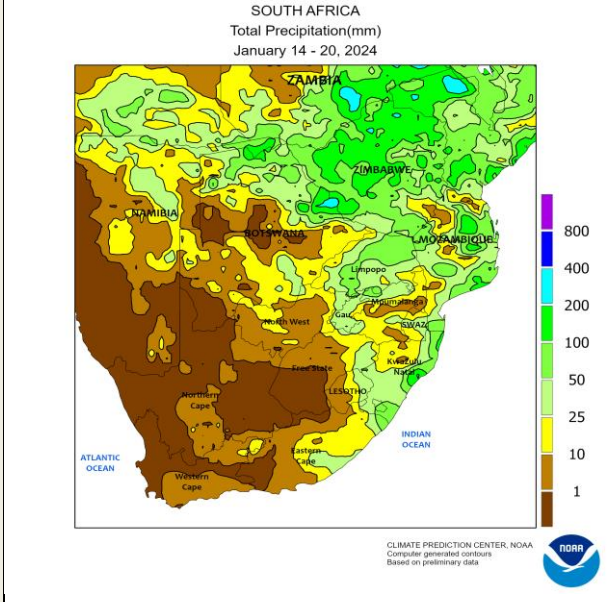 SOUTH AFRICA
Total Precipitation(mm)
January 14 - 20, 2024
ZAMBIA
ZIMBABWE
NAMIBIA
BOTSWANA
MOZAMBIQUE
Limpopo
Mpumalanga
Gau
SWAZ
North West
KwaZulu
Natal
Free State
LESOTHO
Northern
Cape
Eastern
Cape
Western
Cape
ATLANTIC
OCEAN
INDIAN
OCEAN
800
400
200
100
50
25
10
1
CLIMATE PREDICTION CENTER, NOAA
Computer generated contours
Based on preliminary data
NOAA